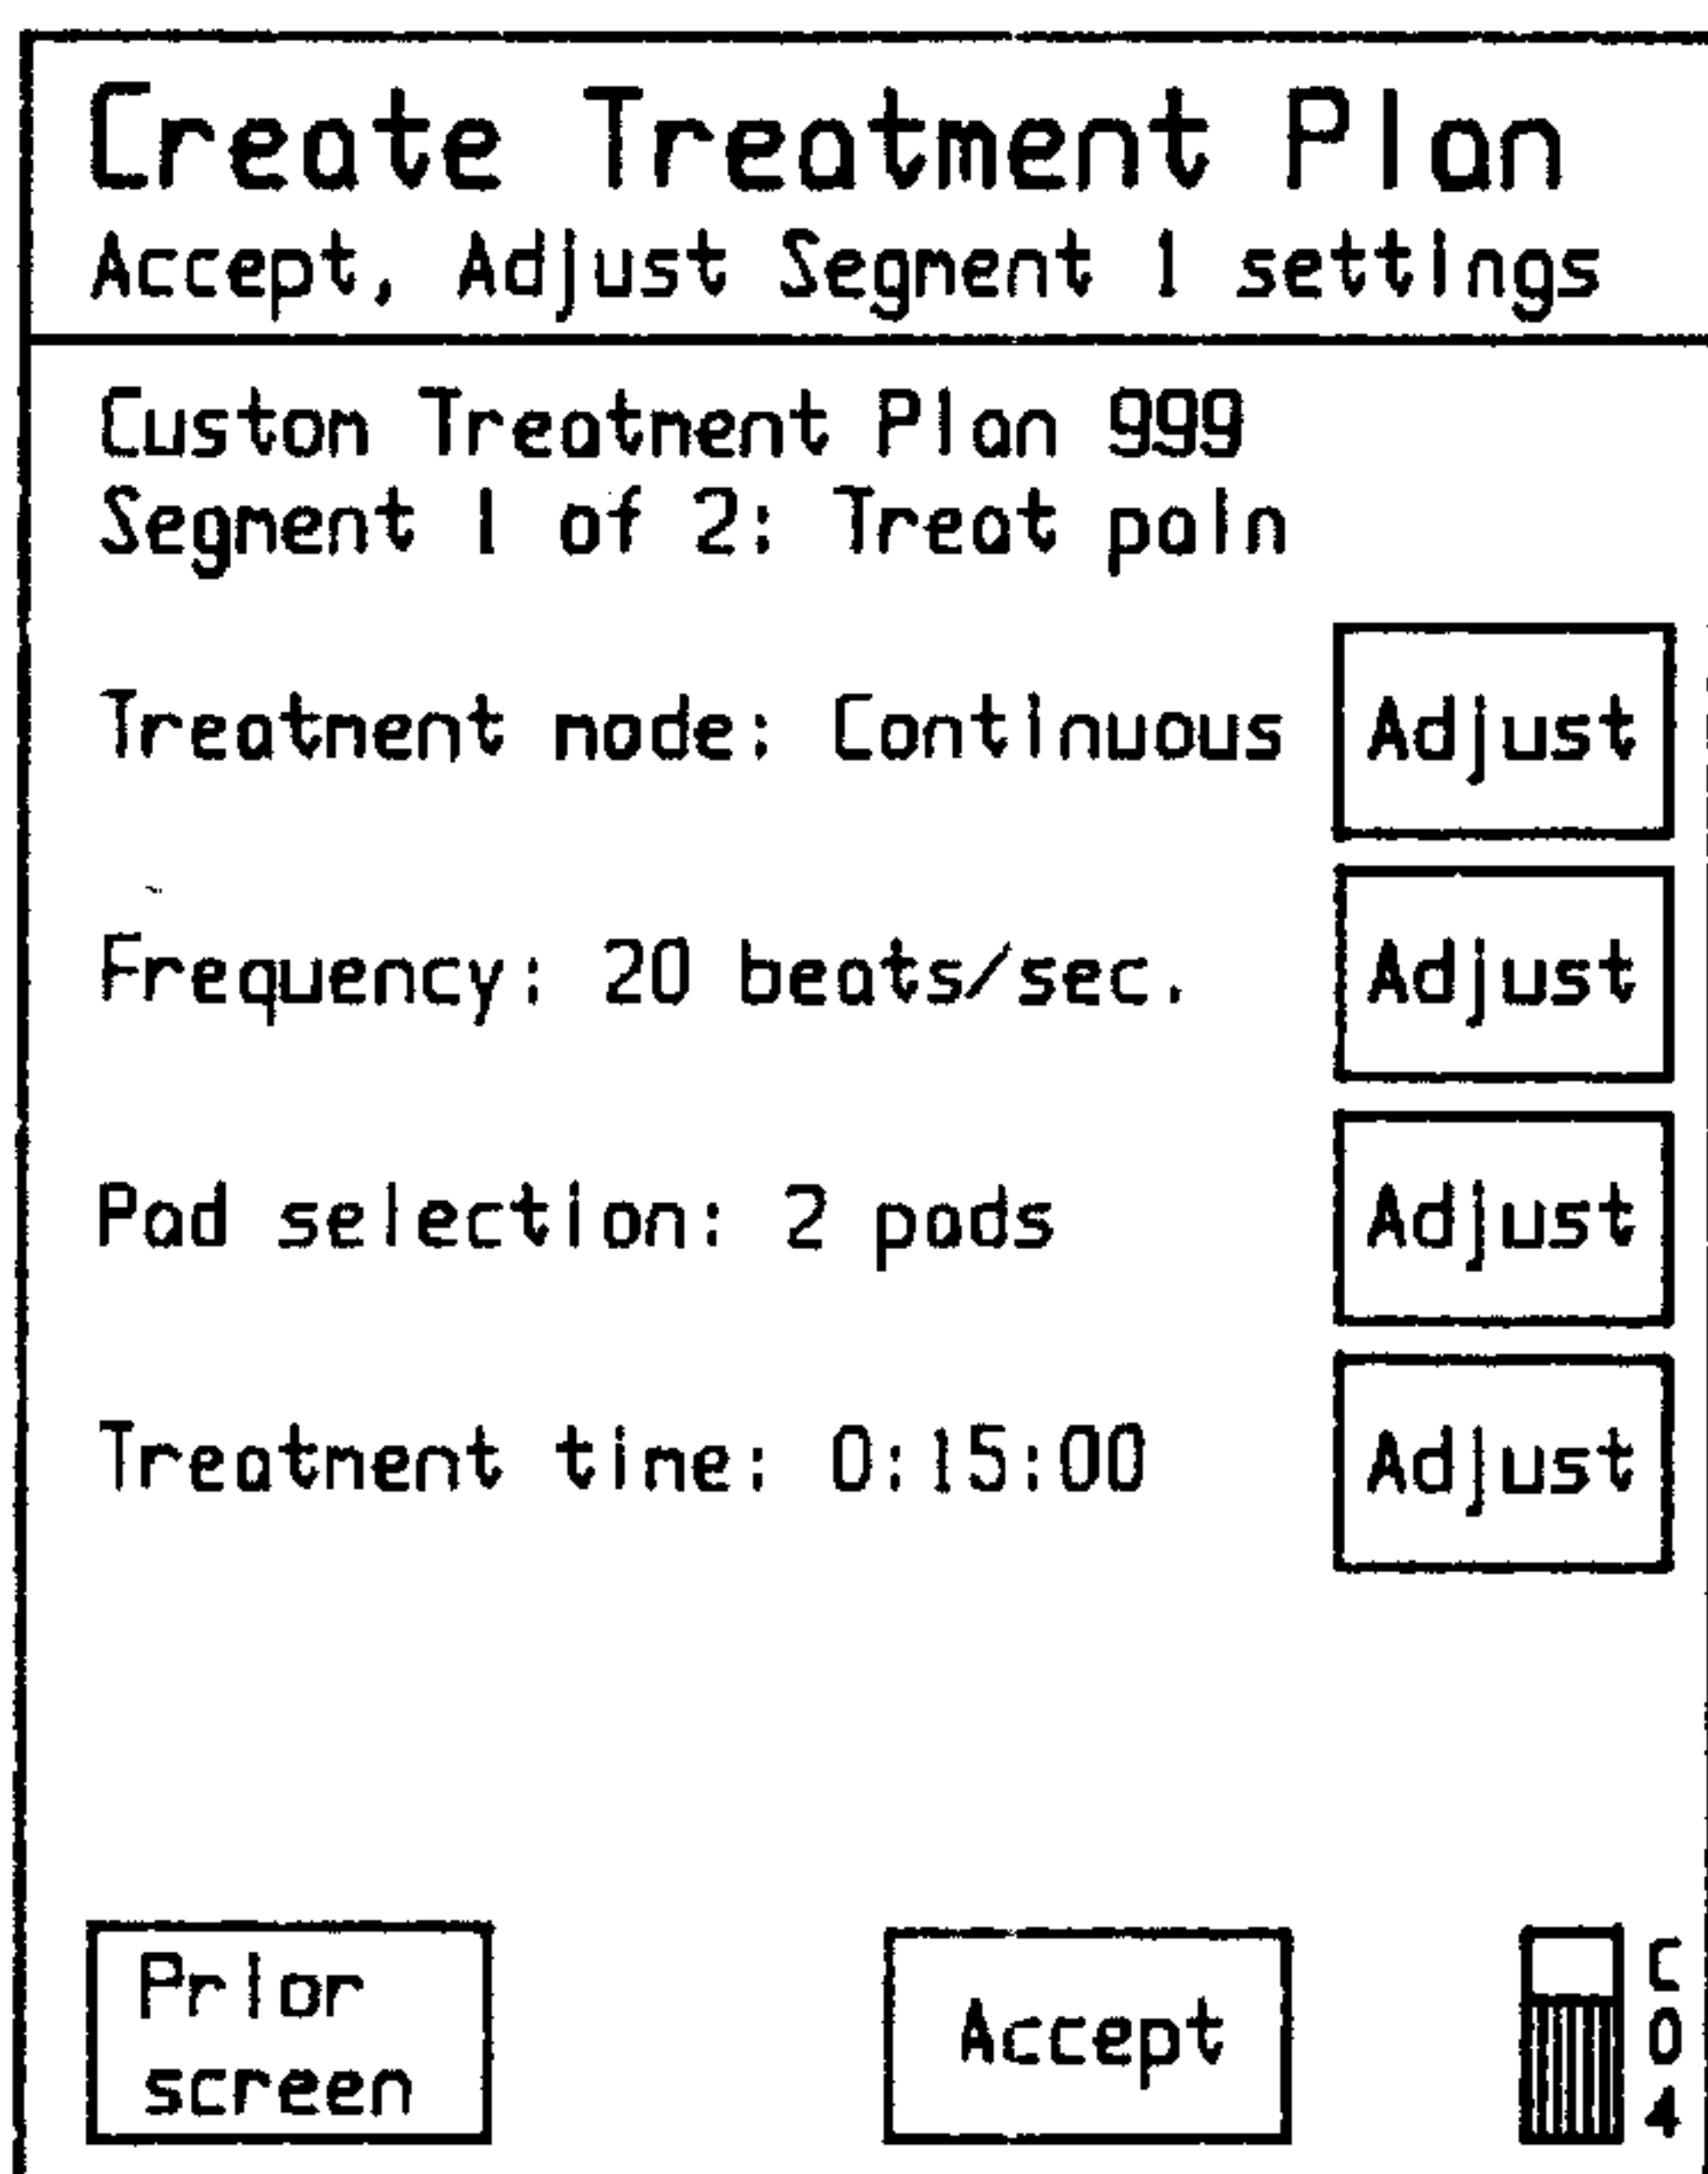 Create Treatment Plan
Accept, Adjust Segment 1 settings
Custom Treatment Plan 999
Segment 1 of 2: Treat pain
Treatment mode: Continuous
Adjust
Frequency: 20 beats/sec.
Adjust
Pad selection: 2 pads
Adjust
Treatment time: 0:15:00
Adjust
Prior
screen
Accept
C
0
4